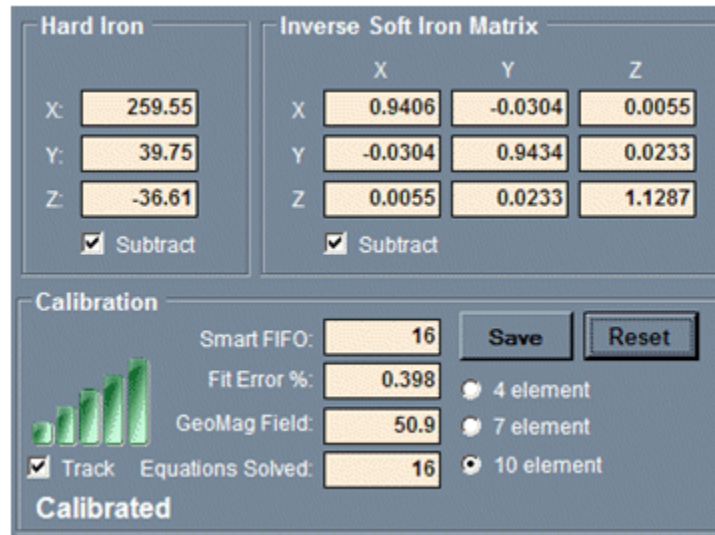 Hard Iron
X: 259.55
Y: 39.75
Z: -36.61
Subtract
Inverse Soft Iron Matrix
X Y Z
X 0.9406 -0.0304 0.0055
Y -0.0304 0.9434 0.0233
Z 0.0055 0.0233 1.1287
Subtract
Calibration
Smart FIFO: 16
Fit Error %: 0.398
GeoMag Field: 50.9
Track Equations Solved: 16
Calibrated
Save Reset
4 element
7 element
10 element